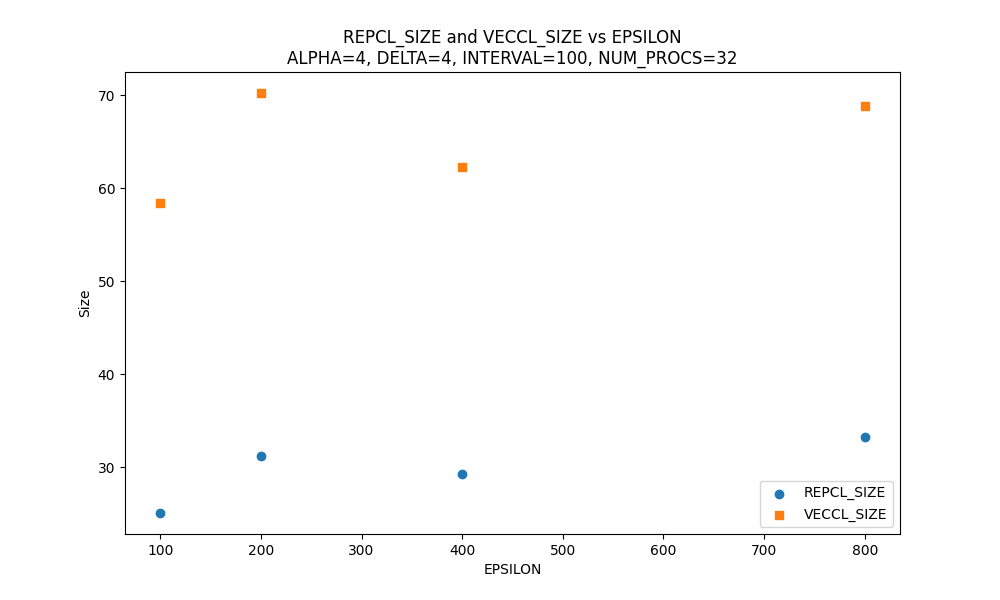 REPCL_SIZE and VECCL_SIZE vs EPSILON
ALPHA=4, DELTA=4, INTERVAL=100, NUM_PROCS=32
Size
70
60
50
40
30
REPCL_SIZE
VECCL_SIZE
100 200 300 400 500 600 700 800
EPSILON